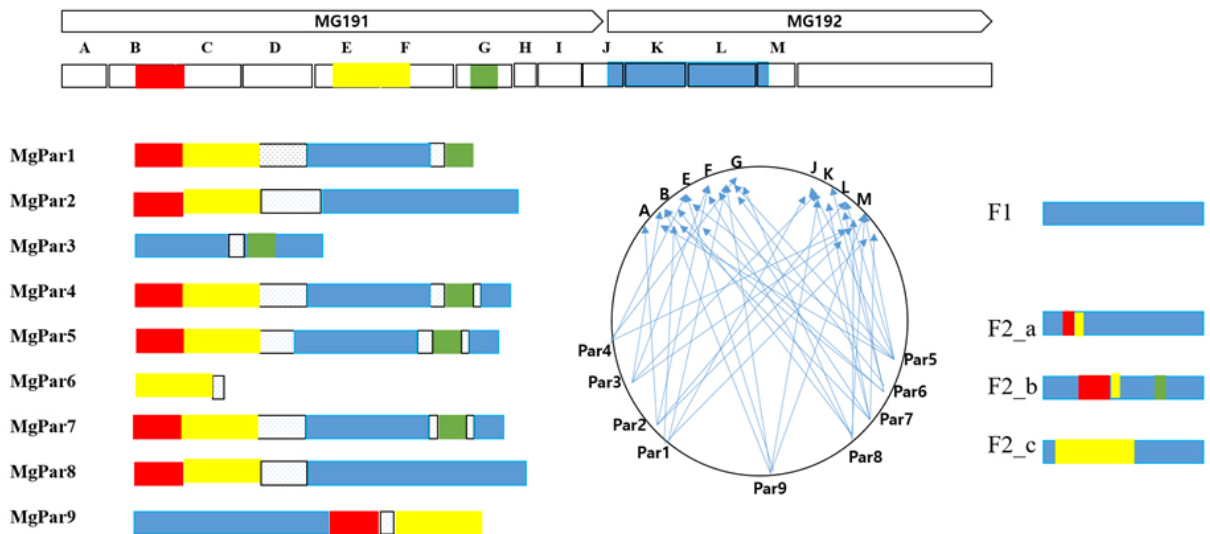 MG191 MG192
A B C D E F G H I J K L M
MgPar1
MgPar2
MgPar3
MgPar4
MgPar5
MgPar6
MgPar7
MgPar8
MgPar9
A B E F G J K L M
Par4 Par5
Par3 Par6
Par2 Par7
Par1 Par8
Par9
F1
F2_a
F2_b
F2_c